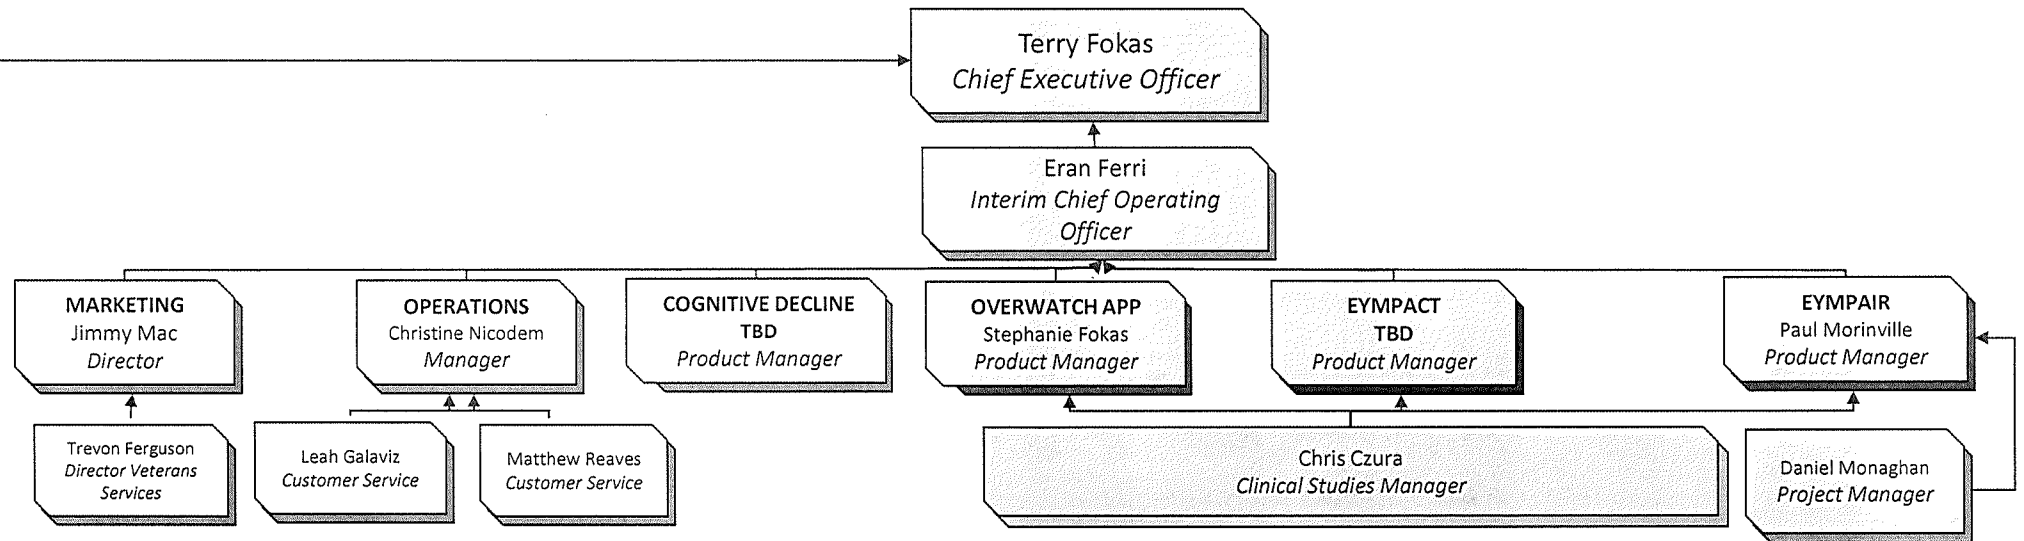 Terry Fokas
Chief Executive Officer
Eran Ferri
Interim Chief Operating
Officer
MARKETING
Jimmy Mac
Director
OPERATIONS
Christine Nicodem
Manager
COGNITIVE DECLINE
TBD
Product Manager
OVERWATCH APP
Stephanie Fokas
Product Manager
EYMPACT
TBD
Product Manager
EYMPAIR
Paul Morinville
Product Manager
Trevon Ferguson
Director Veterans
Services
Leah Galaviz
Customer Service
Matthew Reaves
Customer Service
Chris Czura
Clinical Studies Manager
Daniel Monaghan
Project Manager